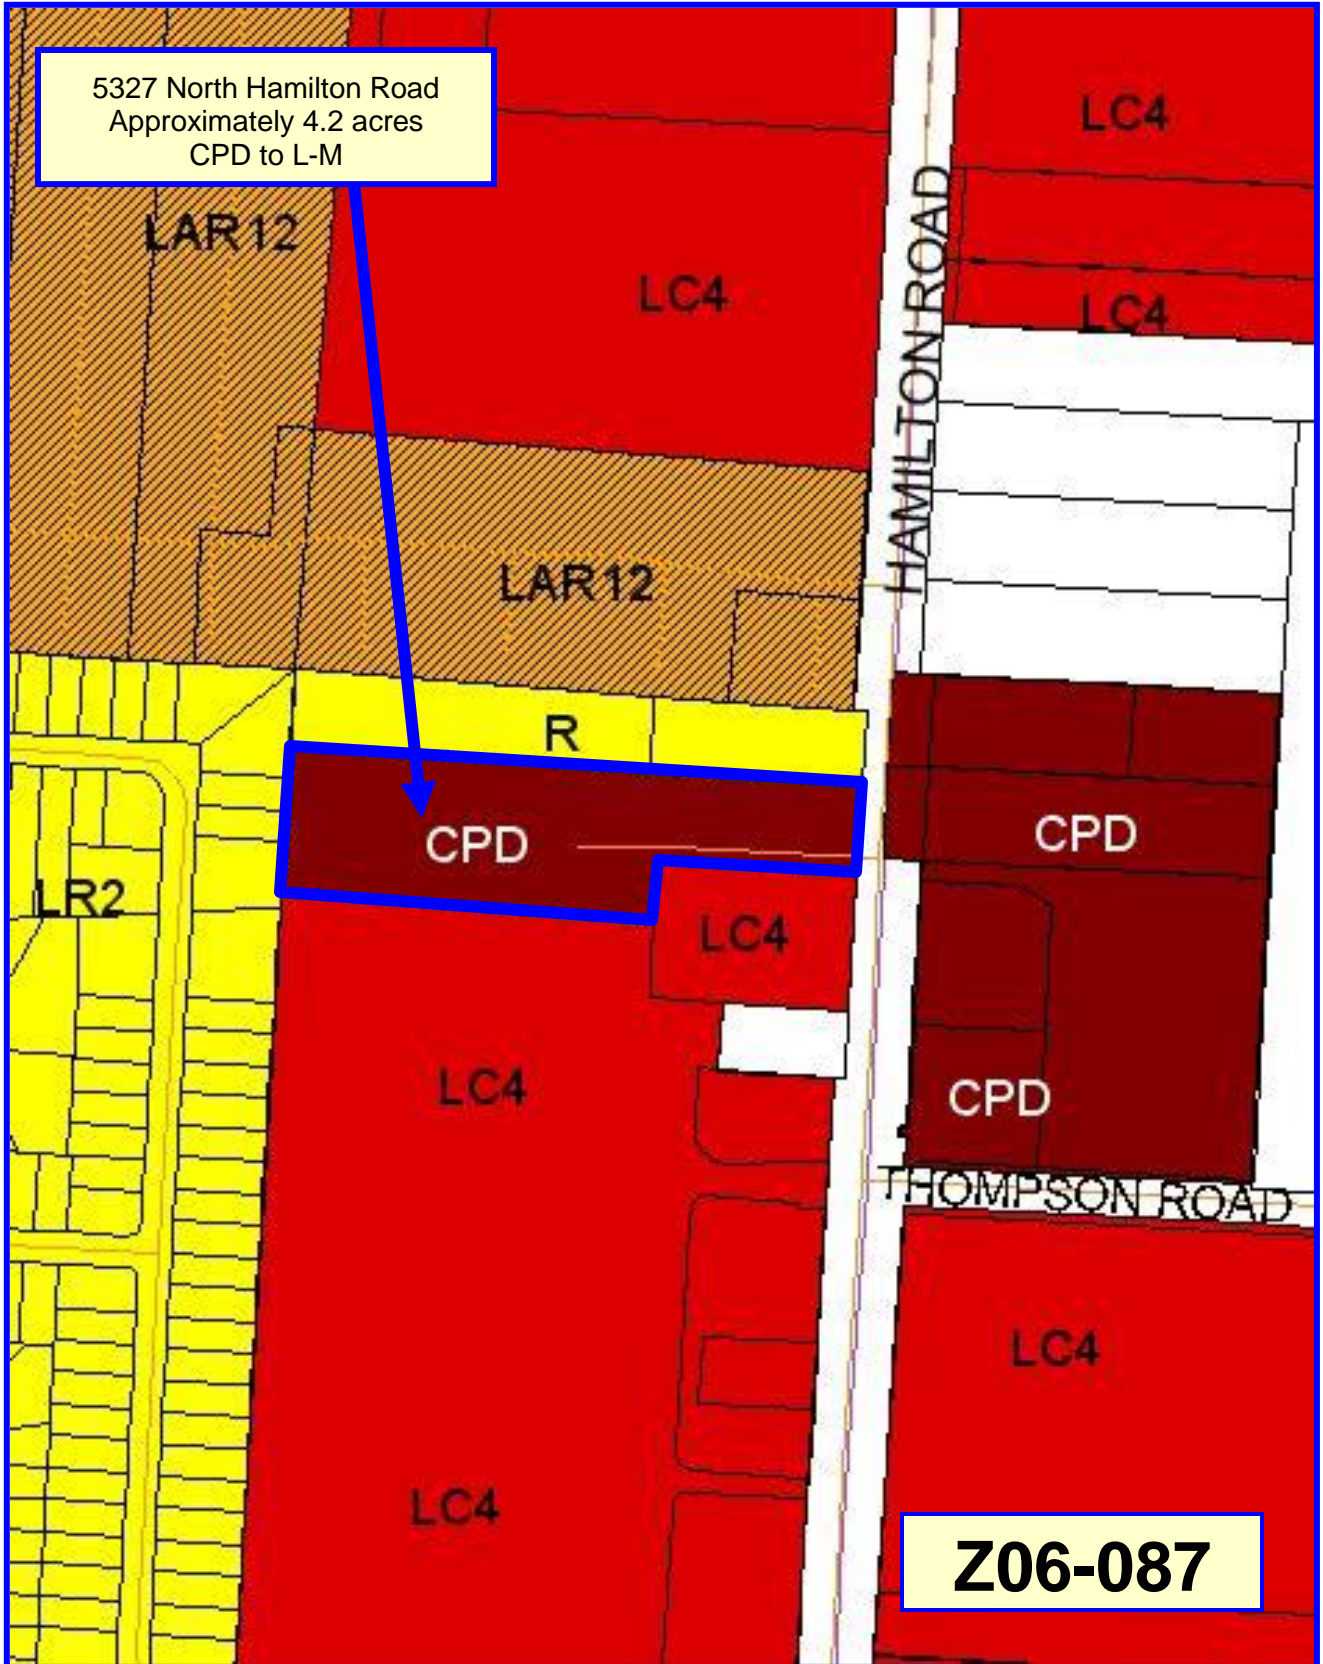 5327 North Hamilton Road
Approximately 4.2 acres
CPD to L-M
LC4
LAR12
LC4
LC4
HAMILTON ROAD
LAR12
R
CPD
CPD
LR2
LC4
LC4
CPD
THOMPSON ROAD
LC4
LC4
Z06-087